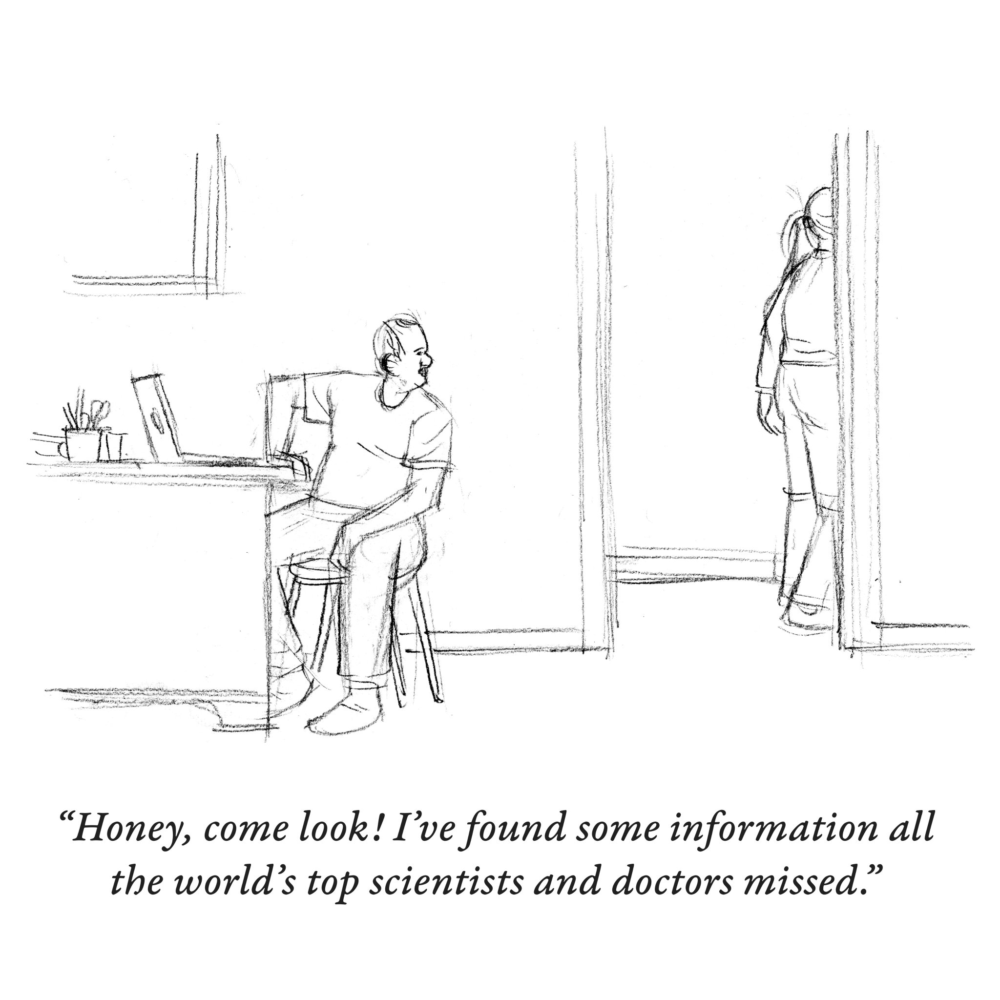 “Honey, come look! I’ve found some information all
the world’s top scientists and doctors missed.”